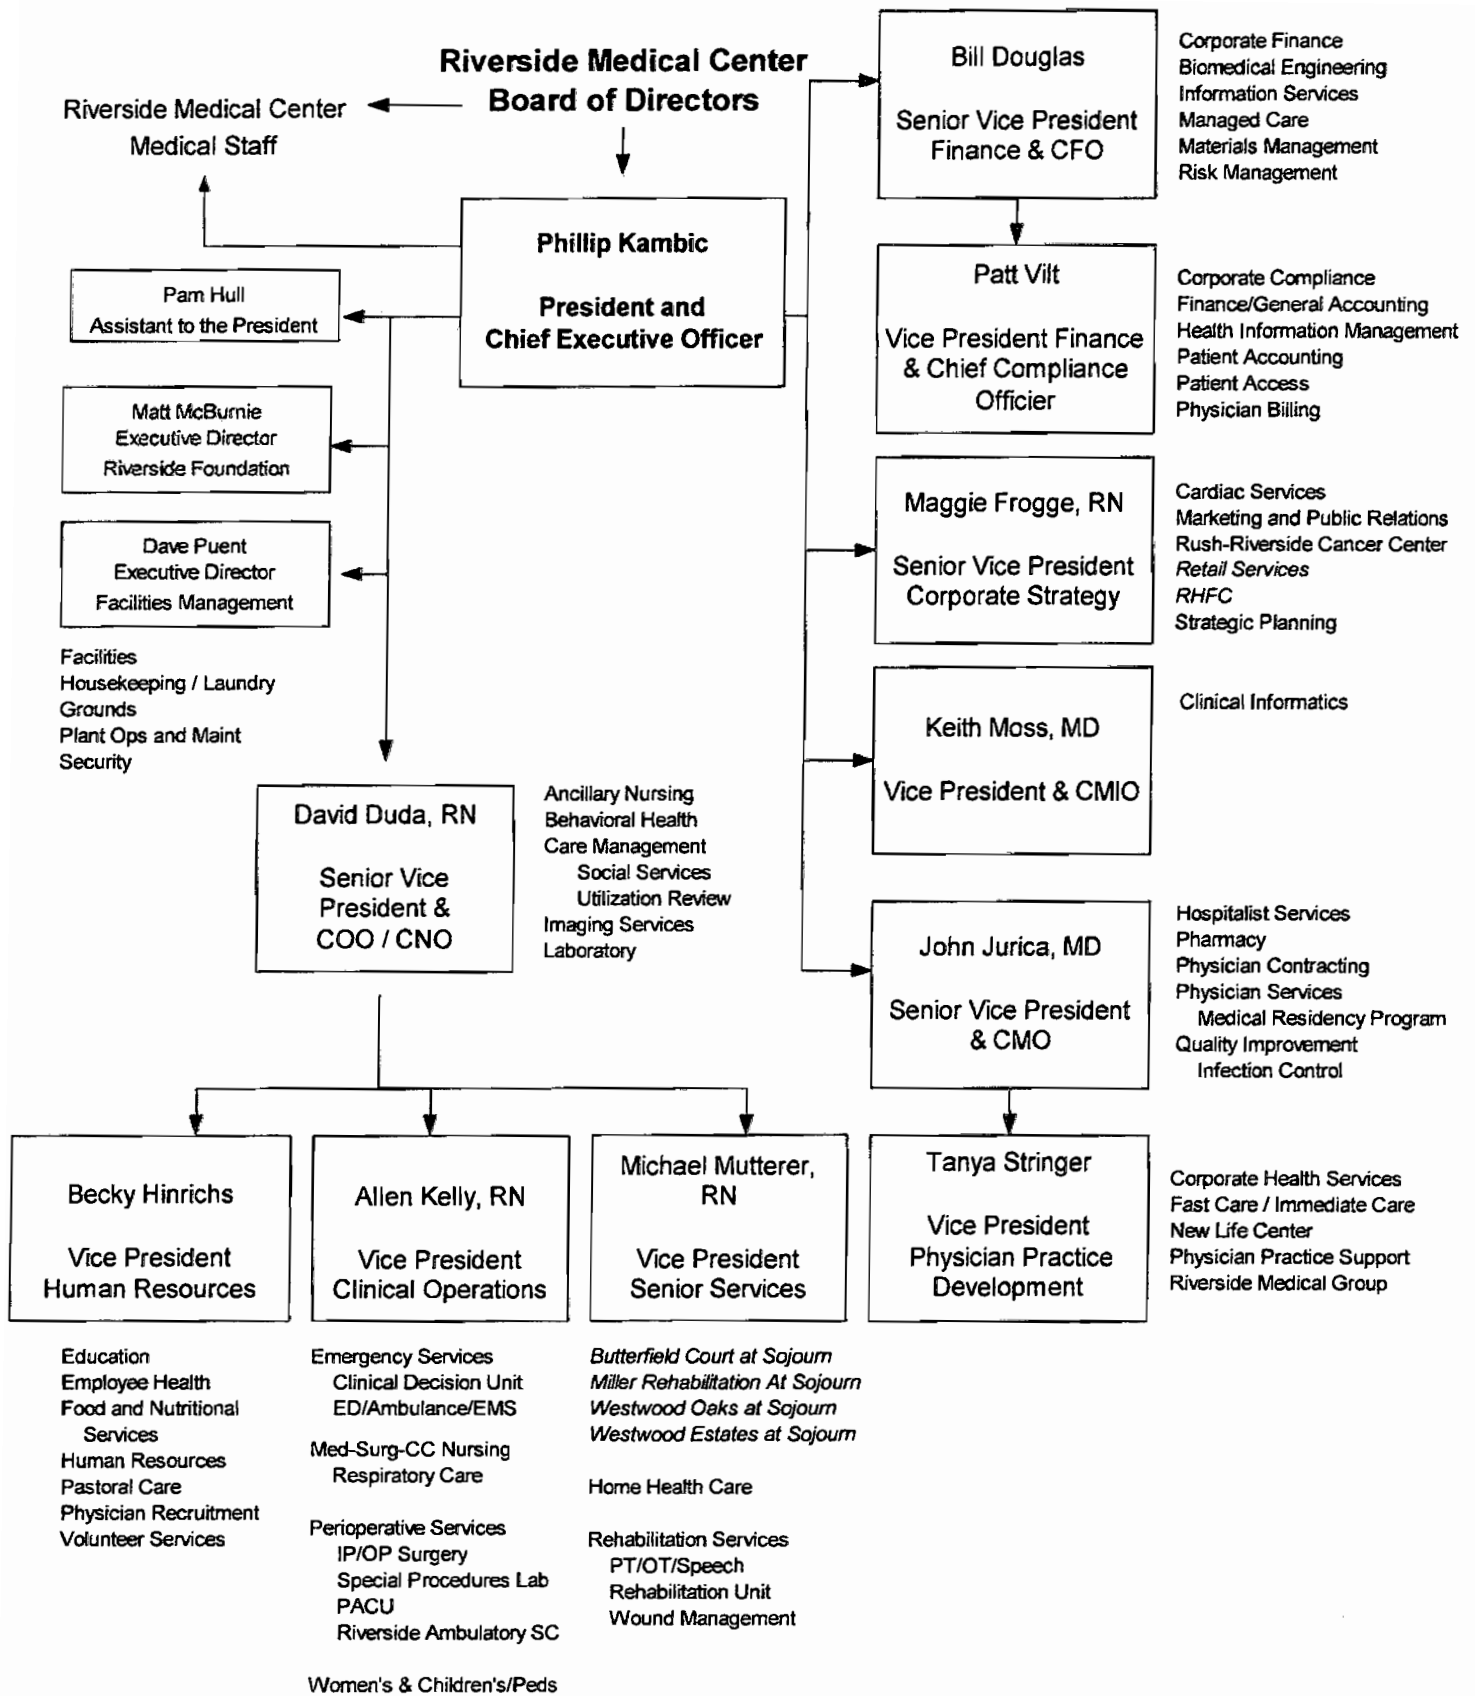 Riverside Medical Center
Board of Directors
Riverside Medical Center
Medical Staff
Phillip Kambic
President and
Chief Executive Officer
Pam Hull
Assistant to the President
Matt McBurnie
Executive Director
Riverside Foundation
Dave Puent
Executive Director
Facilities Management
Facilities
Housekeeping / Laundry
Grounds
Plant Ops and Maint
Security
Bill Douglas
Senior Vice President
Finance & CFO
Corporate Finance
Biomedical Engineering
Information Services
Managed Care
Materials Management
Risk Management
Patt Vilt
Vice President Finance
& Chief Compliance
Officier
Corporate Compliance
Finance/General Accounting
Health Information Management
Patient Accounting
Patient Access
Physician Billing
Maggie Frogge, RN
Senior Vice President
Corporate Strategy
Cardiac Services
Marketing and Public Relations
Rush-Riverside Cancer Center
Retail Services
RHFC
Strategic Planning
Keith Moss, MD
Vice President & CMIO
Clinical Informatics
David Duda, RN
Senior Vice
President &
COO / CNO
Ancillary Nursing
Behavioral Health
Care Management
Social Services
Utilization Review
Imaging Services
Laboratory
John Jurica, MD
Senior Vice President
& CMO
Hospitalist Services
Pharmacy
Physician Contracting
Physician Services
Medical Residency Program
Quality Improvement
Infection Control
Becky Hinrichs
Vice President
Human Resources
Education
Employee Health
Food and Nutritional
Services
Human Resources
Pastoral Care
Physician Recruitment
Volunteer Services
Allen Kelly, RN
Vice President
Clinical Operations
Emergency Services
Clinical Decision Unit
ED/Ambulance/EMS
Med-Surg-CC Nursing
Respiratory Care
Perioperative Services
IP/OP Surgery
Special Procedures Lab
PACU
Riverside Ambulatory SC
Women's & Children's/Peds
Michael Mutterer,
RN
Vice President
Senior Services
Butterfield Court at Sojourn
Miller Rehabilitation At Sojourn
Westwood Oaks at Sojourn
Westwood Estates at Sojourn
Home Health Care
Rehabilitation Services
PT/OT/Speech
Rehabilitation Unit
Wound Management
Tanya Stringer
Vice President
Physician Practice
Development
Corporate Health Services
Fast Care / Immediate Care
New Life Center
Physician Practice Support
Riverside Medical Group